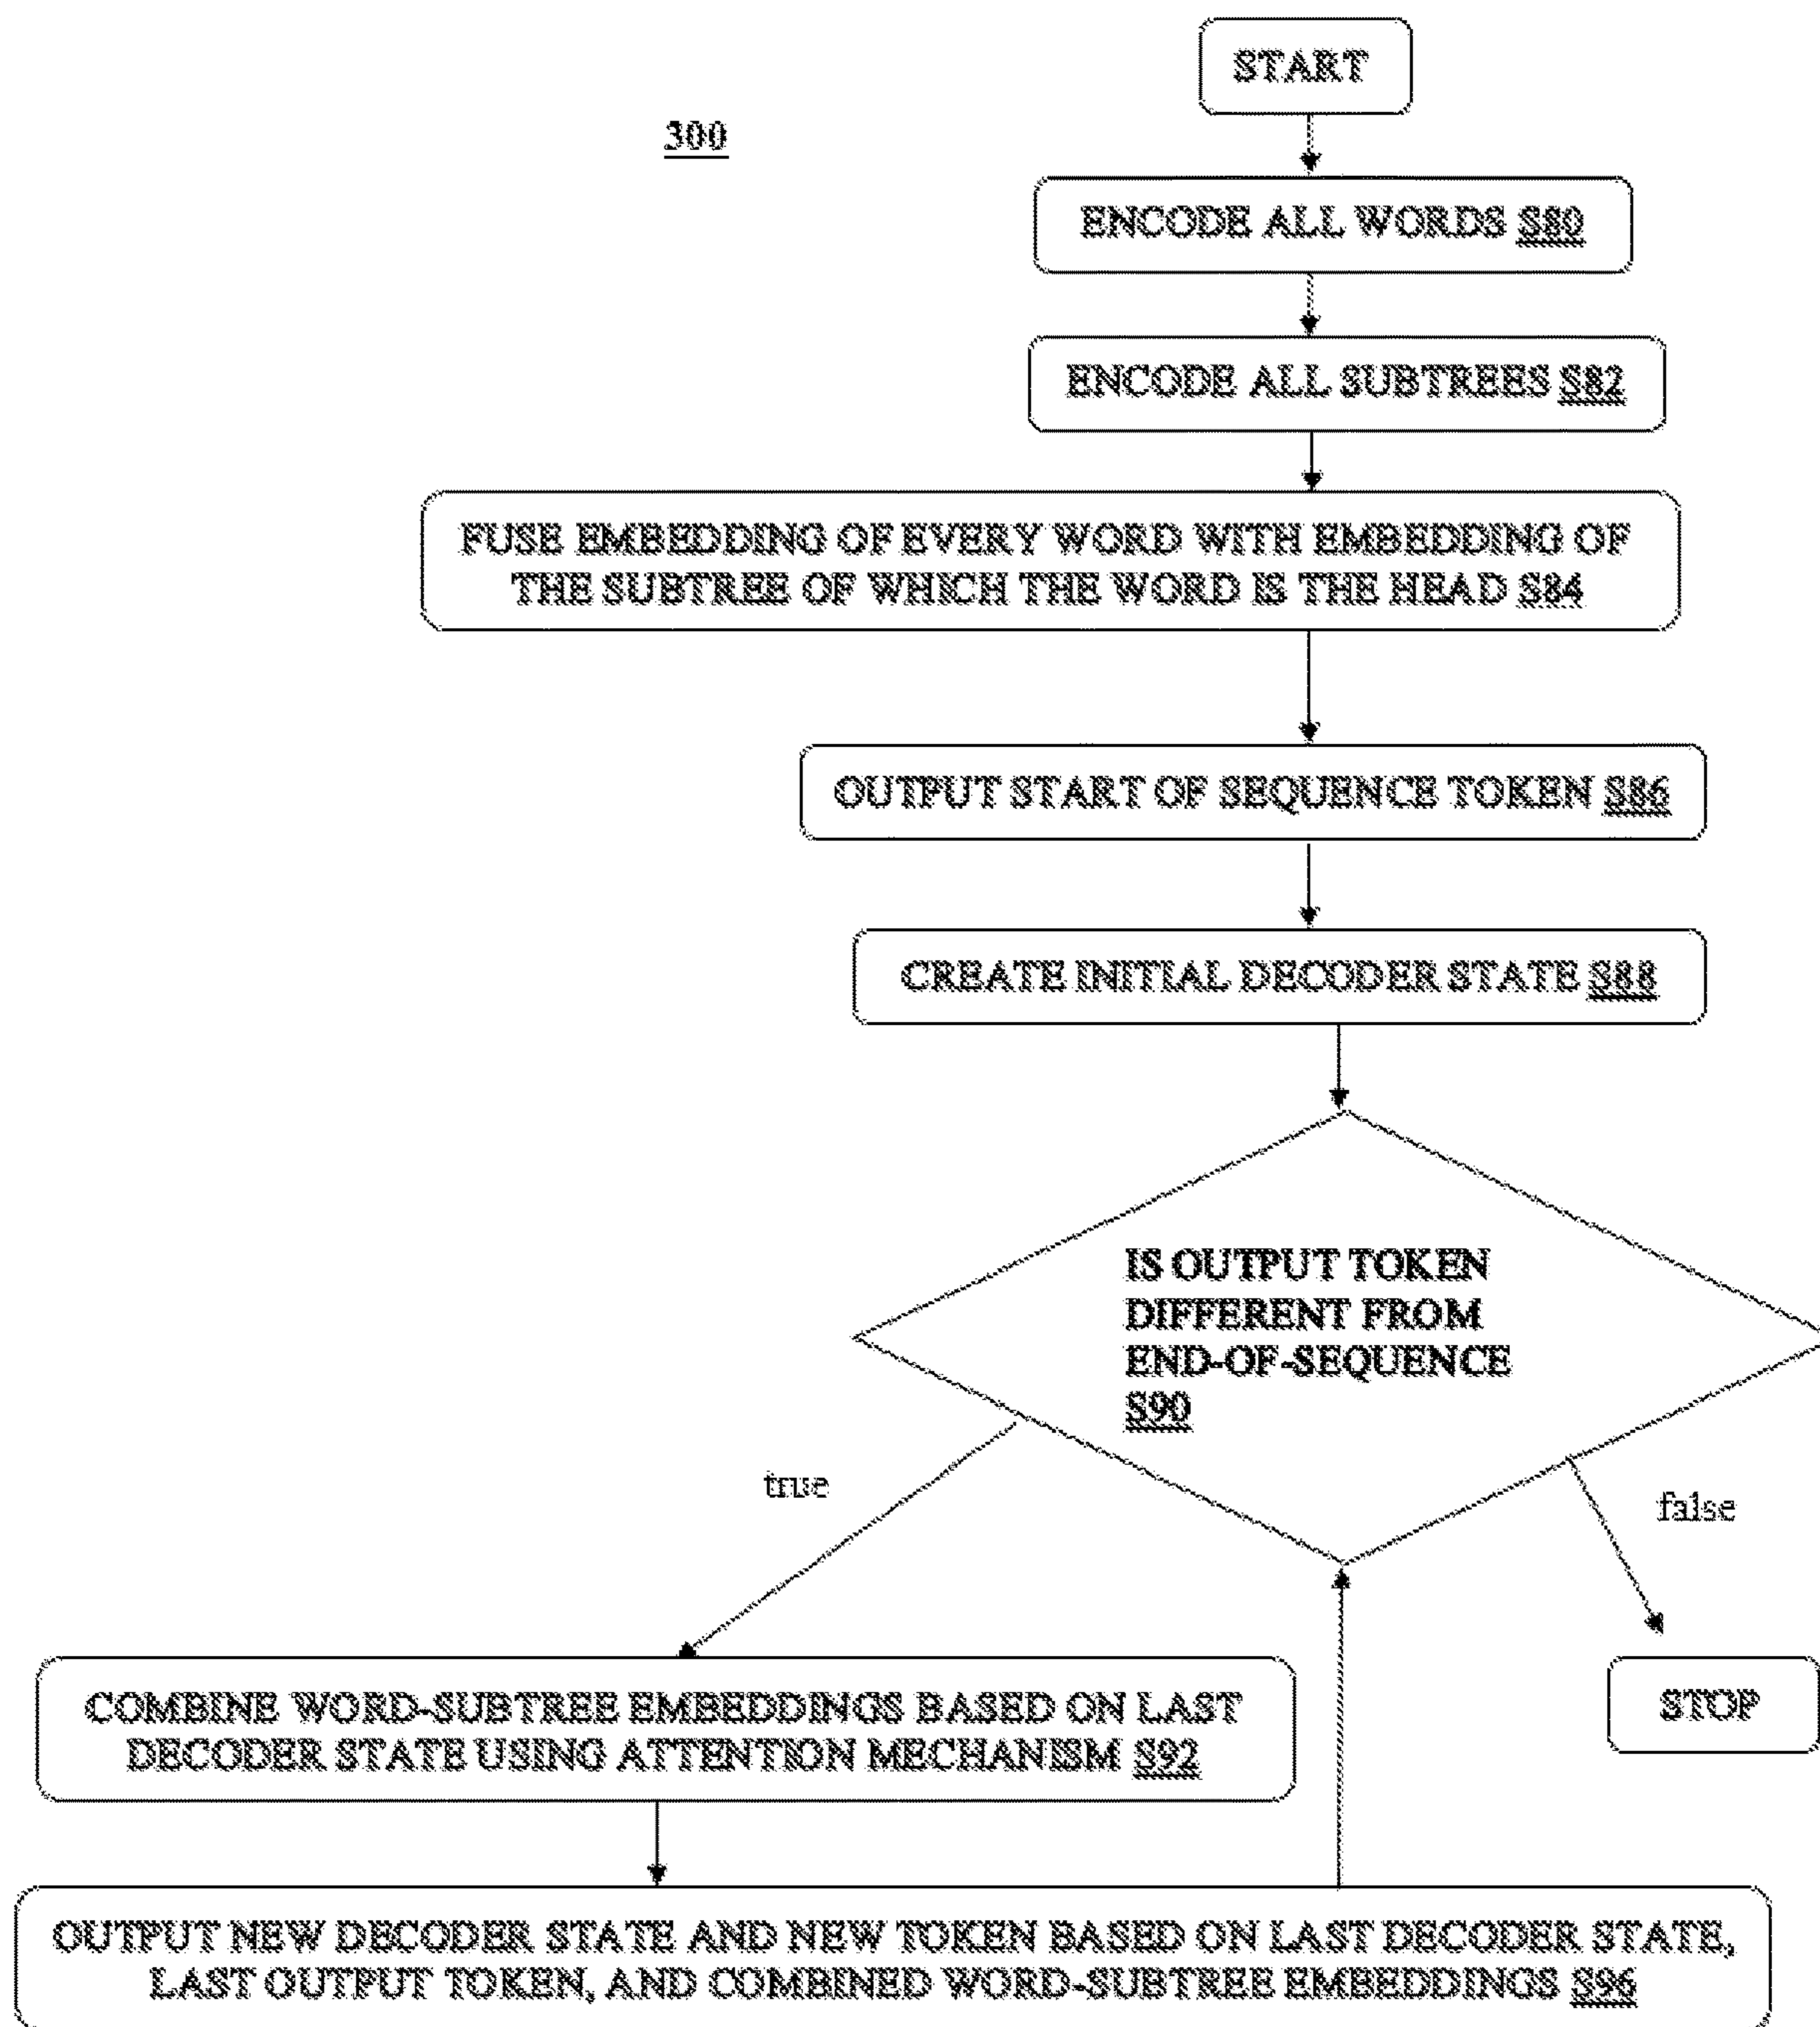 START
300
ENCODE ALL WORDS S80
ENCODE ALL SUBTREES S82
FUSE EMBEDDING OF EVERY WORD WITH EMBEDDING OF
THE SUBTREE OF WHICH THE WORD IS THE HEAD S84
OUTPUT START OF SEQUENCE TOKEN S86
CREATE INITIAL DECODER STATE S88
IS OUTPUT TOKEN
DIFFERENT FROM
END-OF-SEQUENCE
S90
true
false
COMBINE WORD-SUBTREE EMBEDDINGS BASED ON LAST
DECODER STATE USING ATTENTION MECHANISM S92
STOP
OUTPUT NEW DECODER STATE AND NEW TOKEN BASED ON LAST DECODER STATE,
LAST OUTPUT TOKEN, AND COMBINED WORD-SUBTREE EMBEDDINGS S96